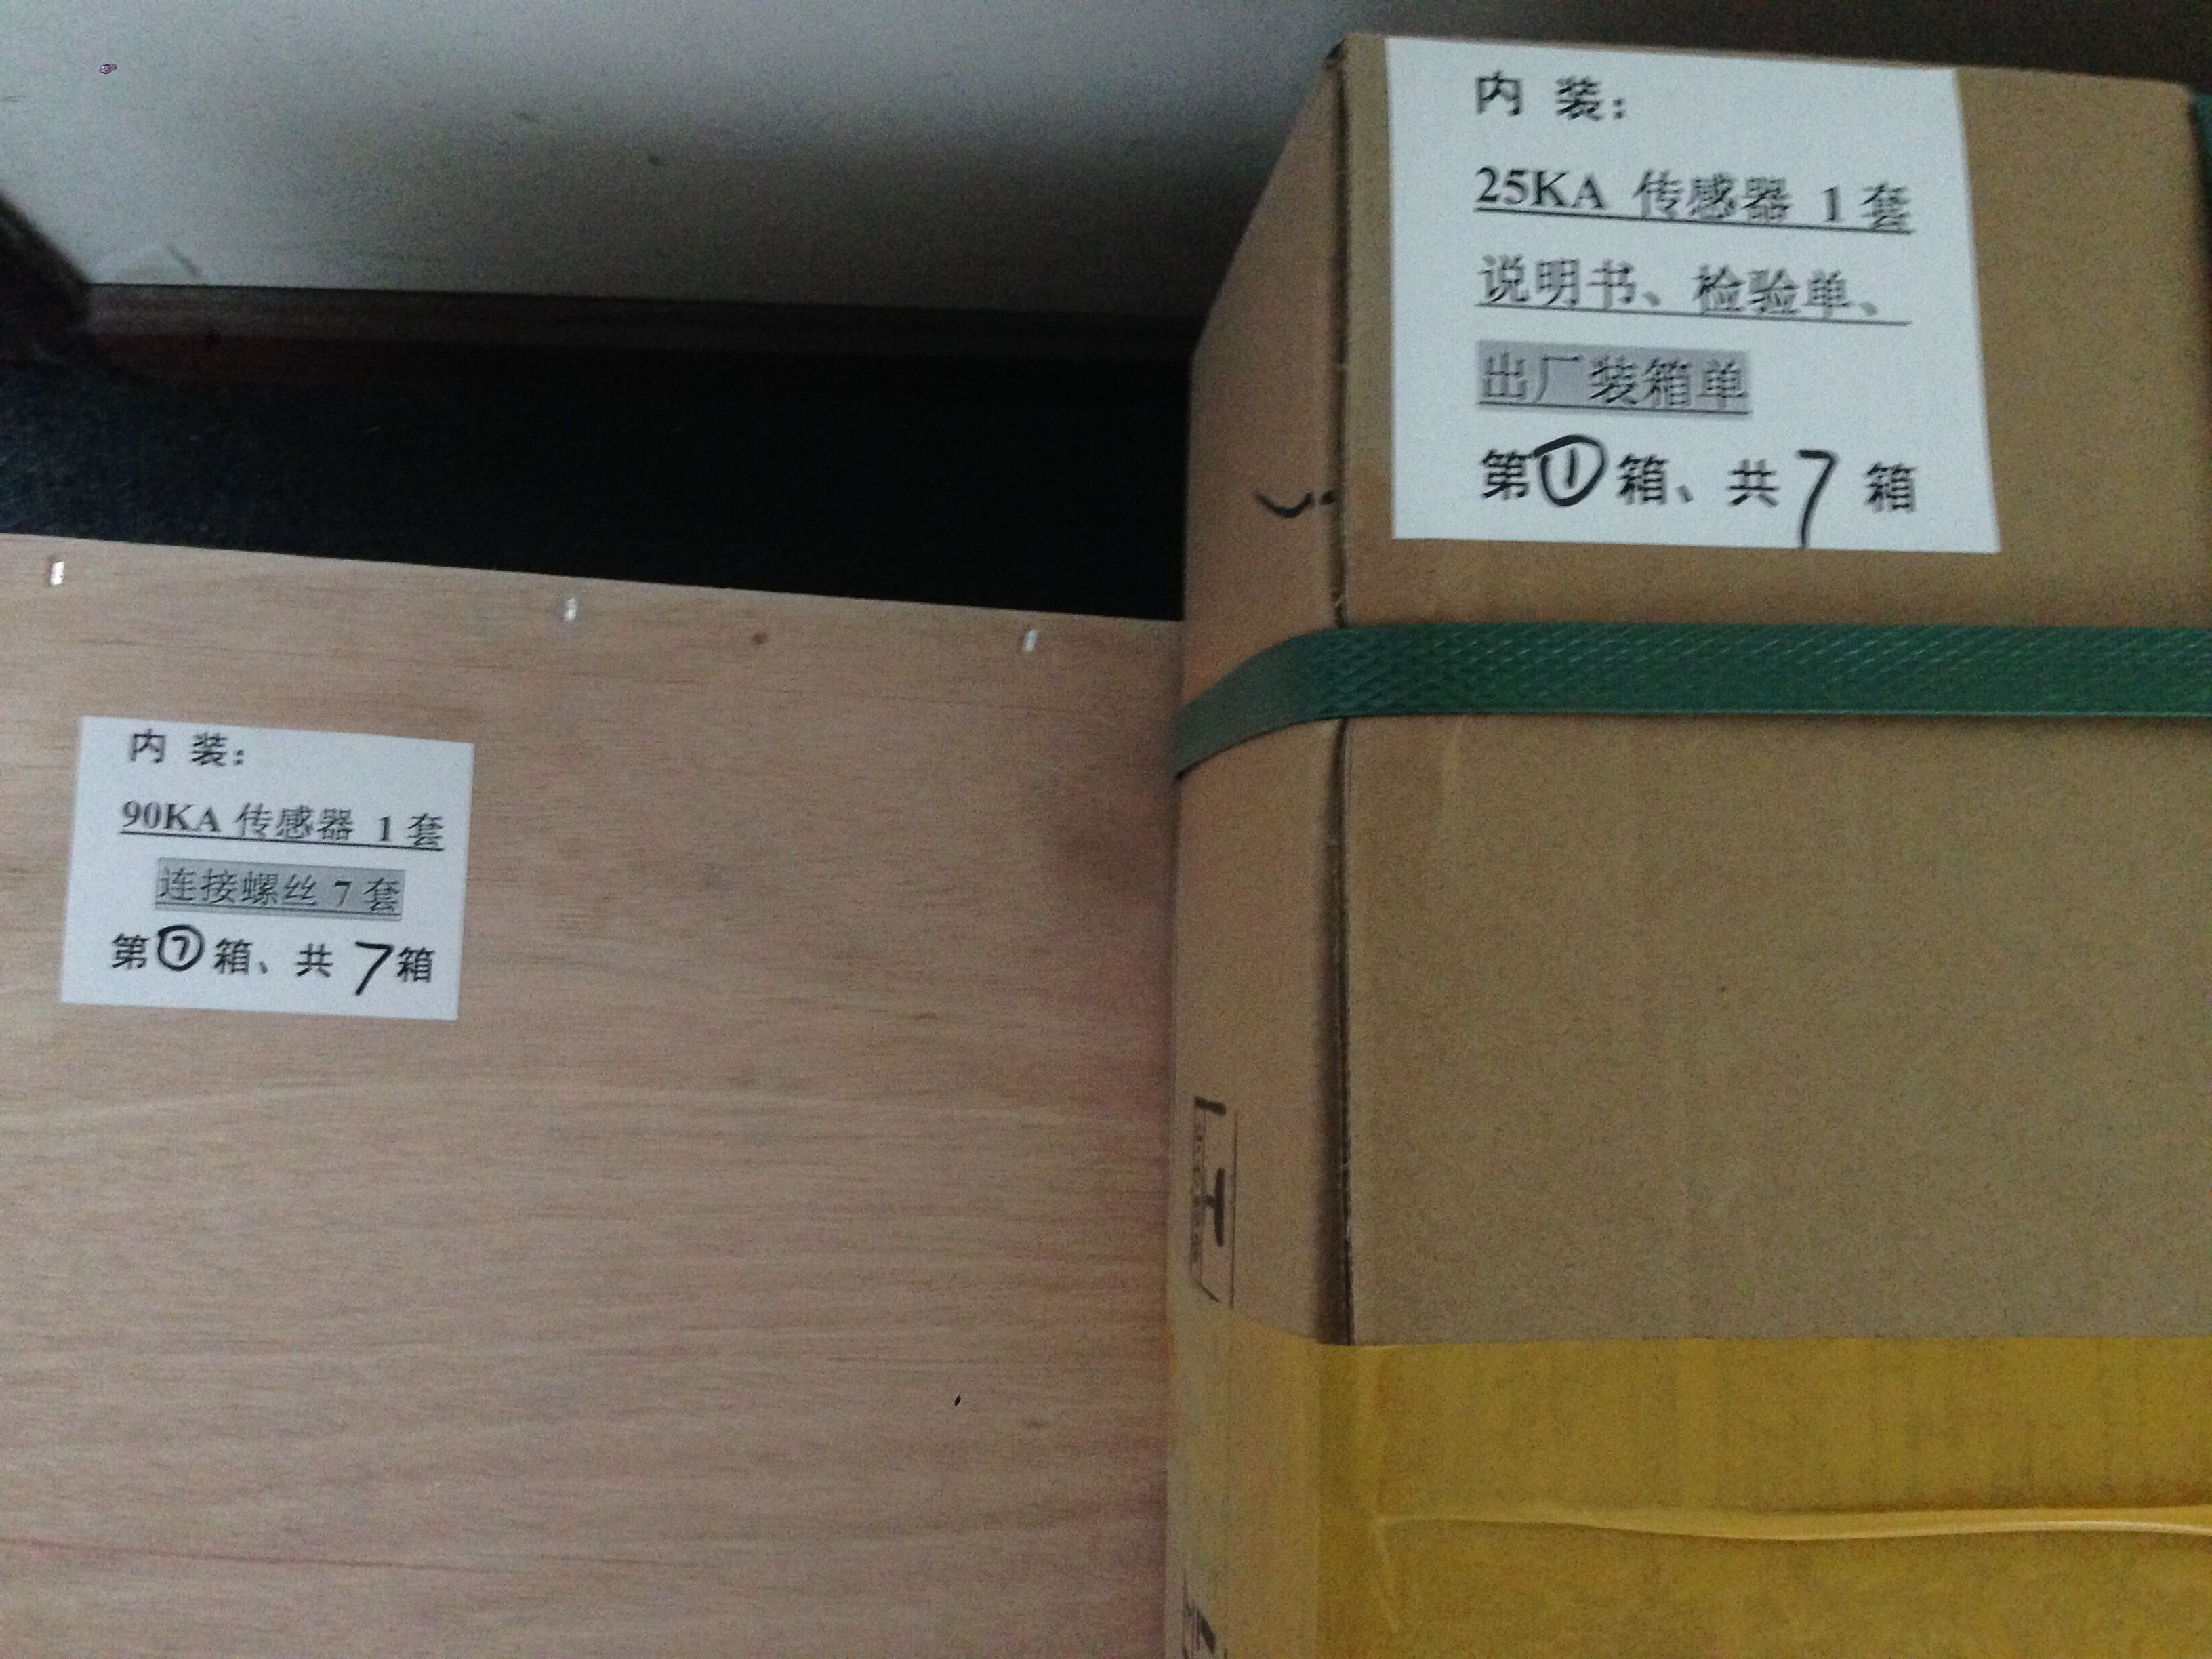 内 装:
25KA 传感器 1 套
说明书、检验单、
出厂装箱单
第①箱、共 7 箱
内 装:
90KA 传感器 1 套
连接螺丝 7 套
第⑦箱、共 7 箱